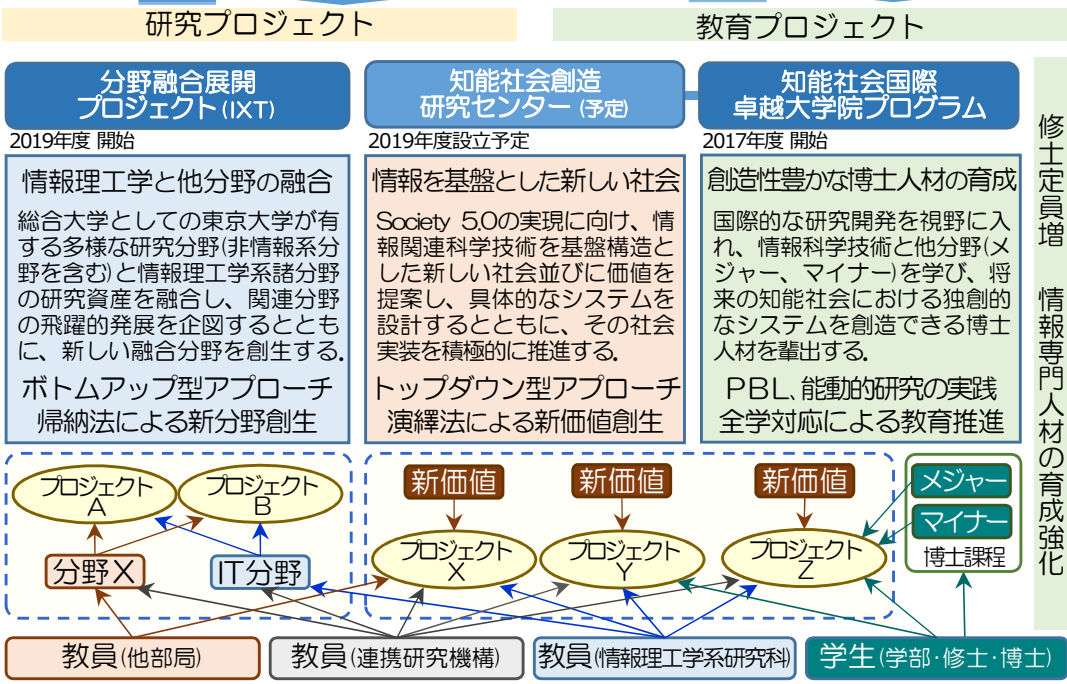 研究プロジェクト
教育プロジェクト
分野融合展開
プロジェクト(IXT)
2019年度 開始
情報理工学と他分野の融合
総合大学としての東京大学が有
する多様な研究分野(非情報系分
野を含む)と情報理工学系諸分野
の研究資産を融合し、関連分野
の飛躍的発展を企図するととも
に、新しい融合分野を創生する.
ボトムアップ型アプローチ
帰納法による新分野創生
知能社会創造
研究センター (予定)
2019年度設立予定
情報を基盤とした新しい社会
Society 5.0の実現に向け、情
報関連科学技術を基盤構造と
した新しい社会並びに価値を
提案し、具体的なシステムを
設計するとともに、その社会
実装を積極的に推進する.
トップダウン型アプローチ
演繹法による新価値創生
知能社会国際
卓越大学院プログラム
2017年度 開始
創造性豊かな博士人材の育成
国際的な研究開発を視野に入
れ、情報科学技術と他分野(メ
ジャー、マイナー)を学び、将
来の知能社会における独創的
なシステムを創造できる博士
人材を輩出する.
PBL、能動的研究の実践
全学対応による教育推進
修士定員増 情報専門人材の育成強化
プロジェクト
A
プロジェクト
B
分野X
IT分野
新価値
新価値
新価値
プロジェクト
X
プロジェクト
Y
プロジェクト
Z
メジャー
マイナー
博士課程
教員(他部局)
教員(連携研究機構)
教員(情報理工学系研究科)
学生(学部・修士・博士)